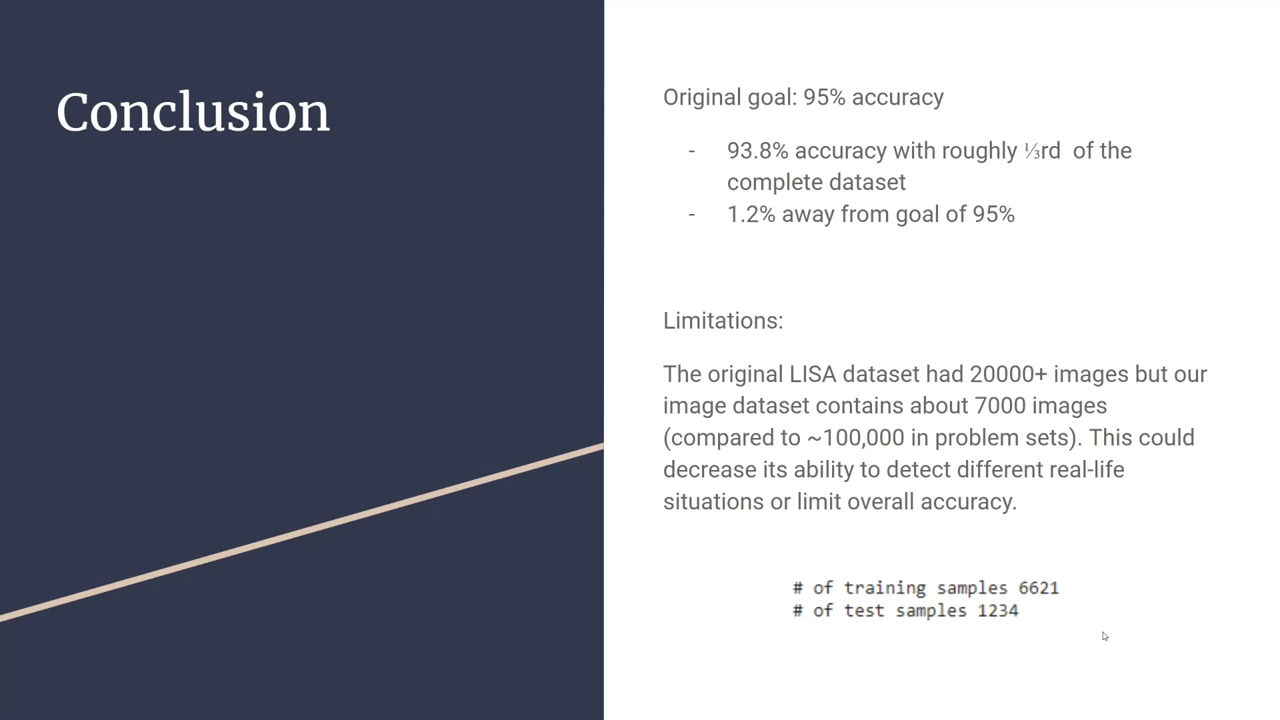 Conclusion
Original goal: 95% accuracy
- 93.8% accuracy with roughly ⅓rd of the
complete dataset
- 1.2% away from goal of 95%
Limitations:
The original LISA dataset had 20000+ images but our
image dataset contains about 7000 images
(compared to ~100,000 in problem sets). This could
decrease its ability to detect different real-life
situations or limit overall accuracy.
# of training samples 6621
# of test samples 1234